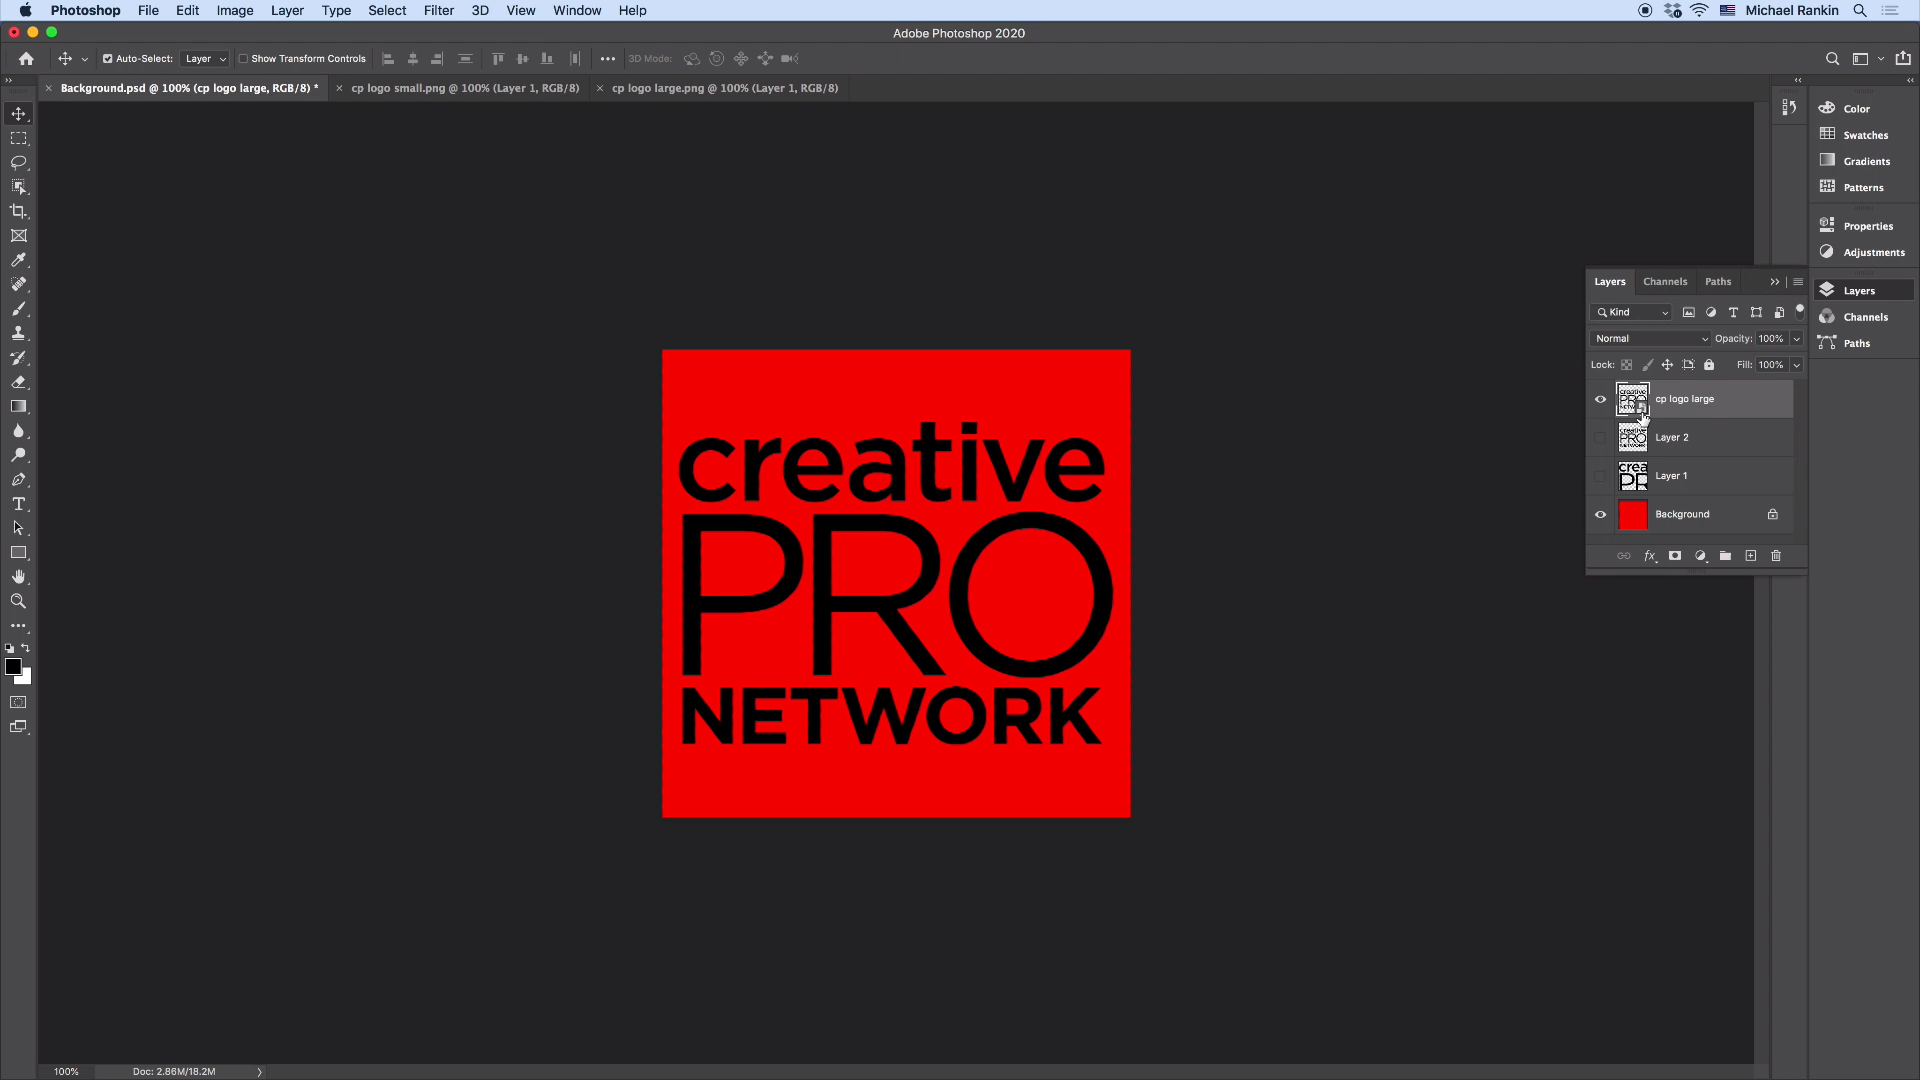 Photoshop File Edit Image Layer Type Select Filter 3D View Window Help Michael Rankin
Adobe Photoshop 2020
Auto-Select: Layer Show Transform Controls 3D Mode:
Background.psd @ 100% (cp logo large, RGB/8) * cp logo small.png @ 100% (Layer 1, RGB/8) cp logo large.png @ 100% (Layer 1, RGB/8)
Color
Swatches
Gradients
Patterns
Properties
Adjustments
Layers
Channels
Paths
Layers Channels Paths
Kind
Normal Opacity: 100%
Lock: Fill: 100%
cp logo large
Layer 2
Layer 1
Background
creative
PRO
NETWORK
100% Doc: 2.86M/18.2M